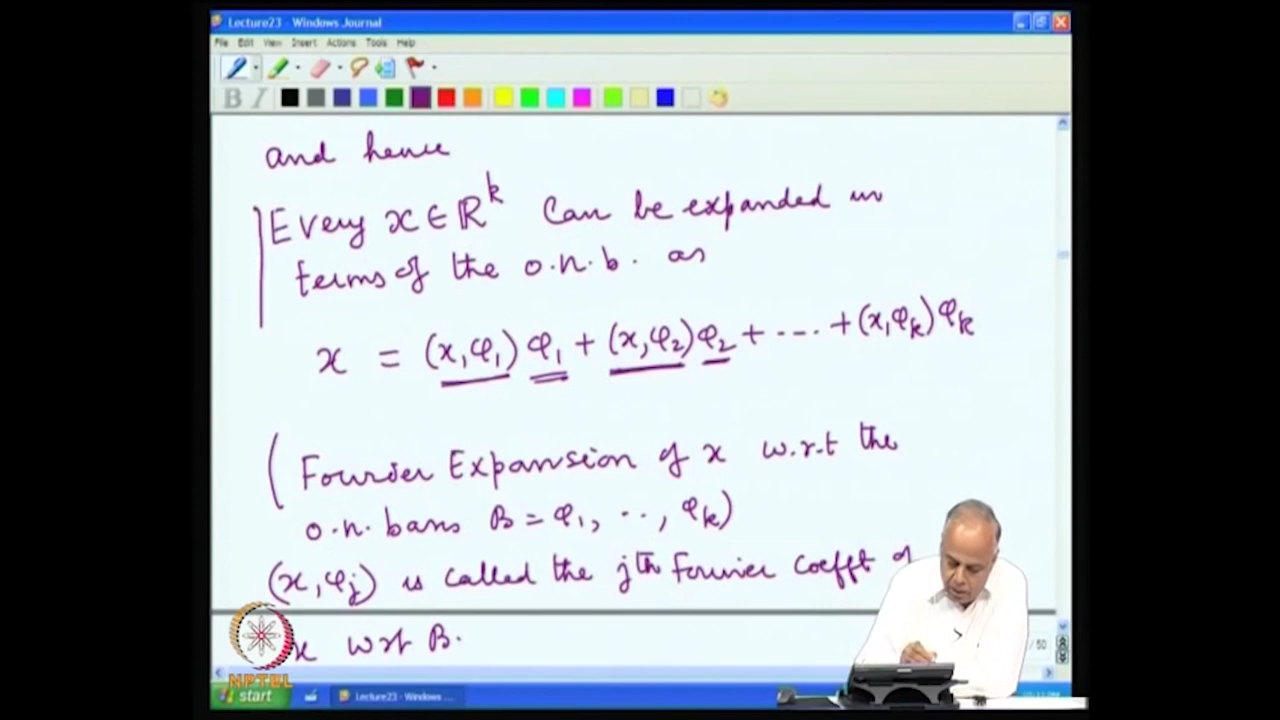 Lecture23 - Windows Journal
File Edit View Insert Actions Tools Help
B I
and hence
Every x ∈ ℝ^k can be expanded in
terms of the o.n.b. as
x = (x,φ₁) φ₁ + (x,φ₂) φ₂ + ---- + (x,φₖ) φₖ
(Fourier Expansion of x w.r.t the
o.n. basis B = φ₁, .., φₖ)
(x,φⱼ) is called the jth Fourier coefft of
x wrt B.
/ 50
NPTEL
start Lecture23 - Windows ...